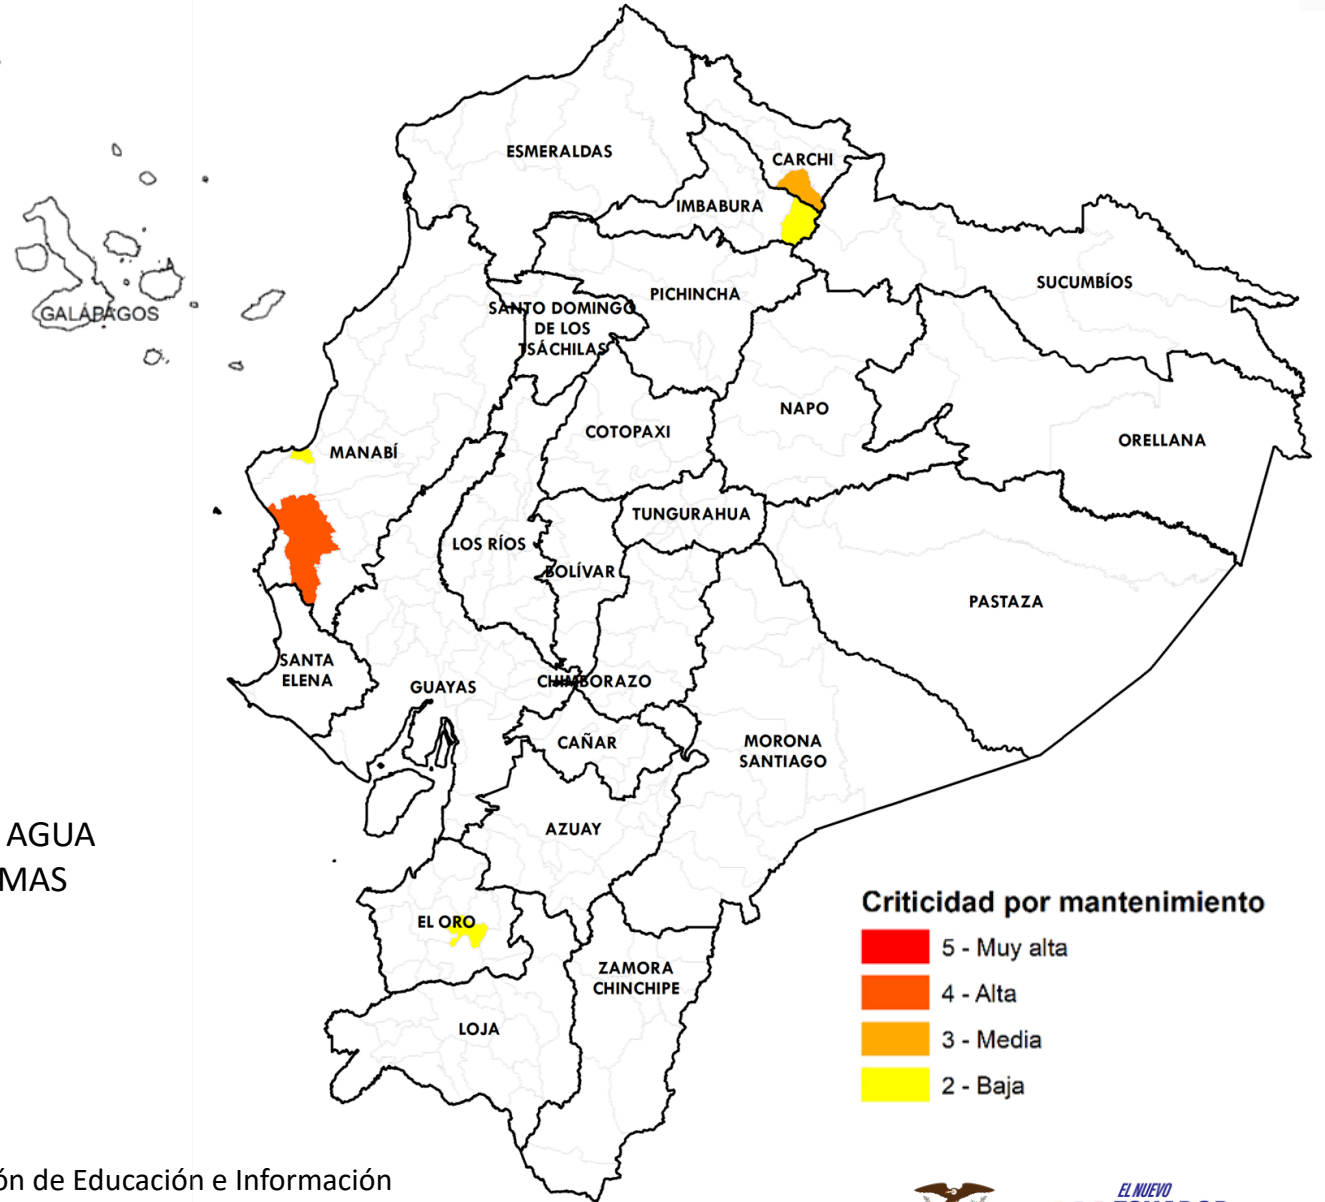 ESMERALDAS
CARCHI
IMBABURA
SUCUMBÍOS
PICHINCHA
GALÁPAGOS
SANTO DOMINGO
DE LOS
TSÁCHILAS
NAPO
COTOPAXI
ORELLANA
MANABÍ
TUNGURAHUA
LOS RÍOS
BOLÍVAR
PASTAZA
SANTA
ELENA
GUAYAS
CHIMBORAZO
CAÑAR
MORONA
SANTIAGO
AZUAY
AGUA
MAS
EL ORO
ZAMORA
CHINCHIPE
LOJA
Criticidad por mantenimiento
5 - Muy alta
4 - Alta
3 - Media
2 - Baja
ón de Educación e Información
EL NUEVO